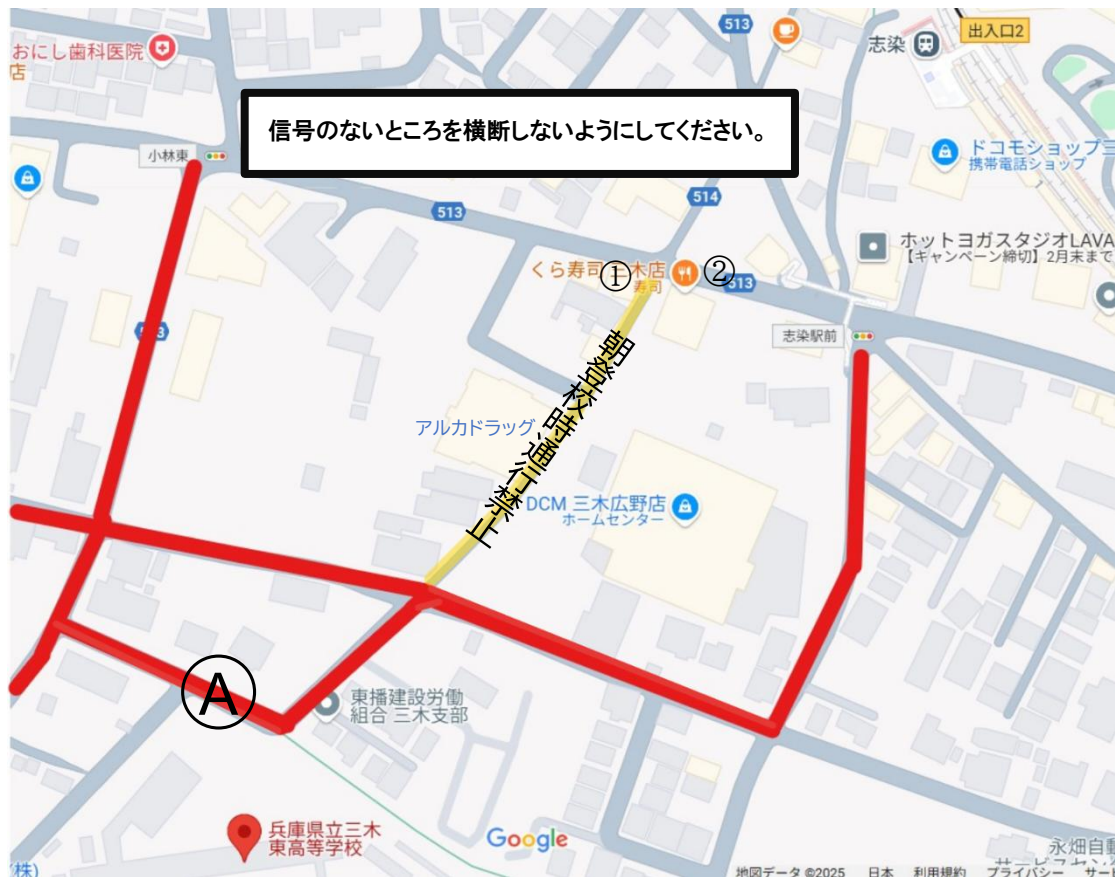 513
出入口2
志染
おにし歯科医院
店
信号のないところを横断しないようにしてください。
小林東
ドコモショップ三
携帯電話ショップ
514
513
ホットヨガスタジオLAVA
【キャンペーン締切】2月末まで
くら寿司 三木店
寿司
①
②
513
志染駅前
朝登校時通行禁止
アルカドラッグ
DCM 三木広野店
ホームセンター
A
東播建設労働
組合 三木支部
兵庫県立三木
東高等学校
Google
永畑自動
(株)
地図データ ©2025 日本 利用規約 プライバシー サー